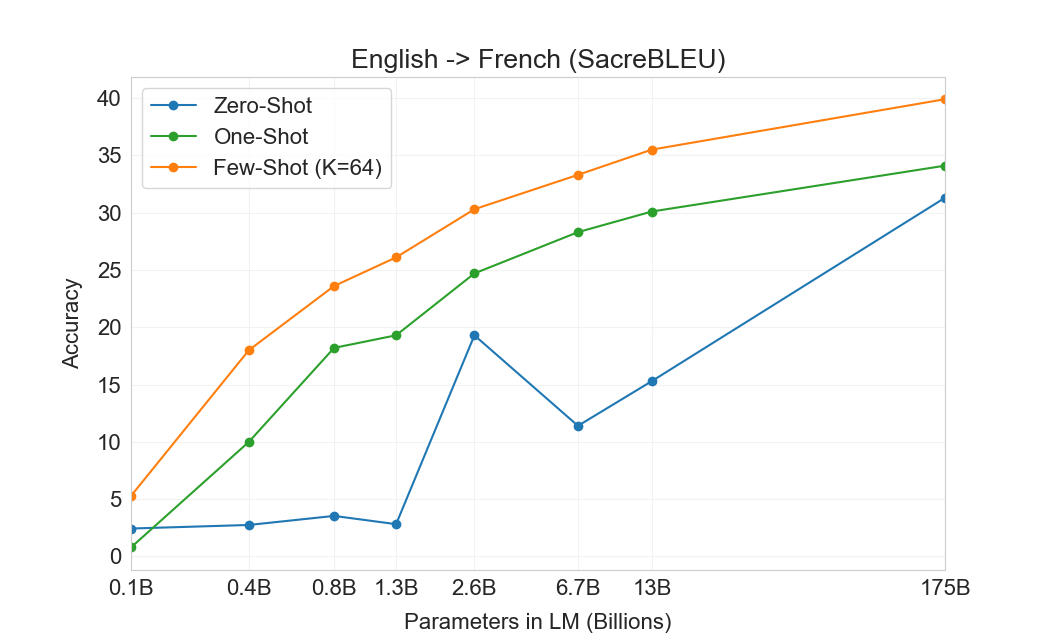 English -> French (SacreBLEU)
Zero-Shot
One-Shot
Few-Shot (K=64)
40
35
30
25
20
15
10
5
0
Accuracy
0.1B 0.4B 0.8B 1.3B 2.6B 6.7B 13B 175B
Parameters in LM (Billions)